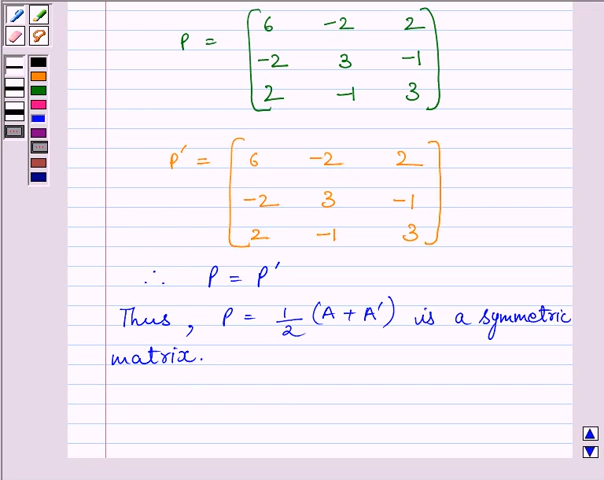 P = [ 6 -2 2
-2 3 -1
2 -1 3 ]
P' = [ 6 -2 2
-2 3 -1
2 -1 3 ]
∴ P = P'
Thus, P = 1/2 (A + A') is a symmetric
matrix.